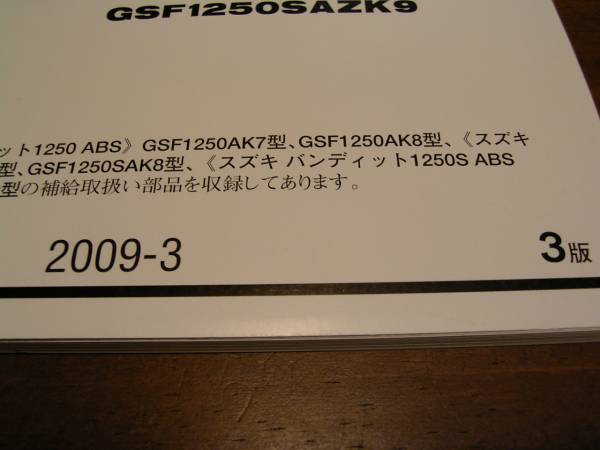 GSF1250SAZK9
ット1250 ABS》 GSF1250AK7型、GSF1250AK8型、《スズキ
型、GSF1250SAK8型、《スズキ バンディット1250S ABS
型の補給取扱い部品を収録してあります。
2009-3
3版